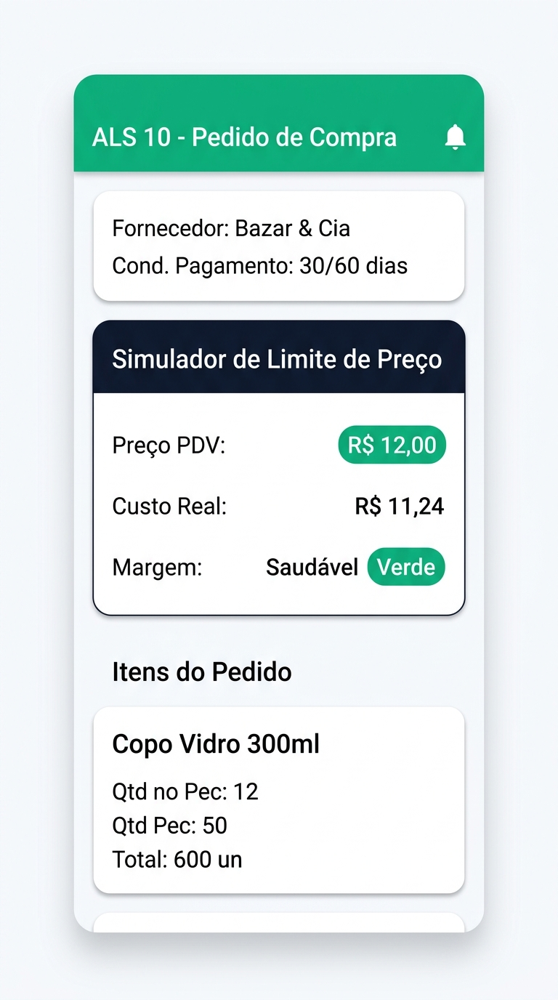 ALS 10 - Pedido de Compra
Fornecedor: Bazar & Cia
Cond. Pagamento: 30/60 dias
Simulador de Limite de Preço
Preço PDV: R$ 12,00
Custo Real: R$ 11,24
Margem: Saudável Verde
Itens do Pedido
Copo Vidro 300ml
Qtd no Pec: 12
Qtd Pec: 50
Total: 600 un